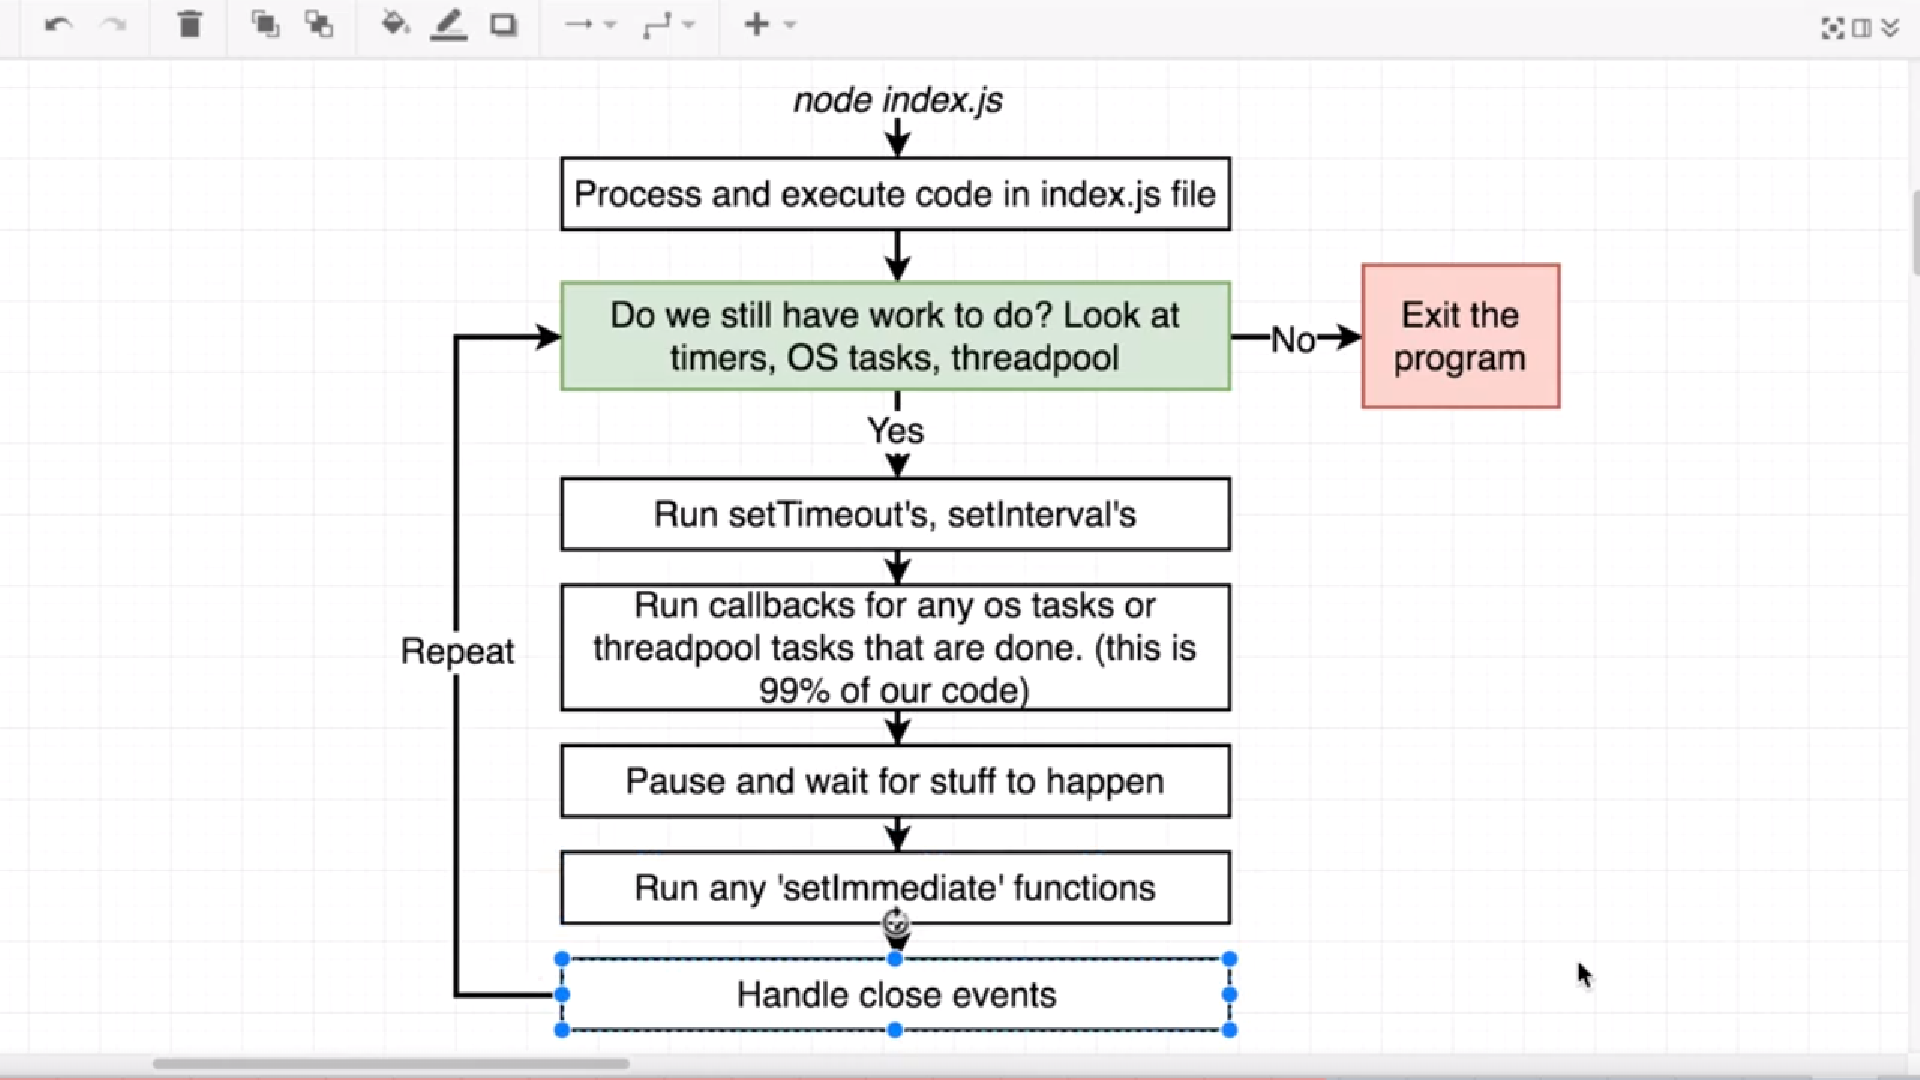 node index.js
Process and execute code in index.js file
Do we still have work to do? Look at
timers, OS tasks, threadpool
No
Exit the
program
Yes
Run setTimeout's, setInterval's
Run callbacks for any os tasks or
threadpool tasks that are done. (this is
99% of our code)
Repeat
Pause and wait for stuff to happen
Run any 'setImmediate' functions
Handle close events